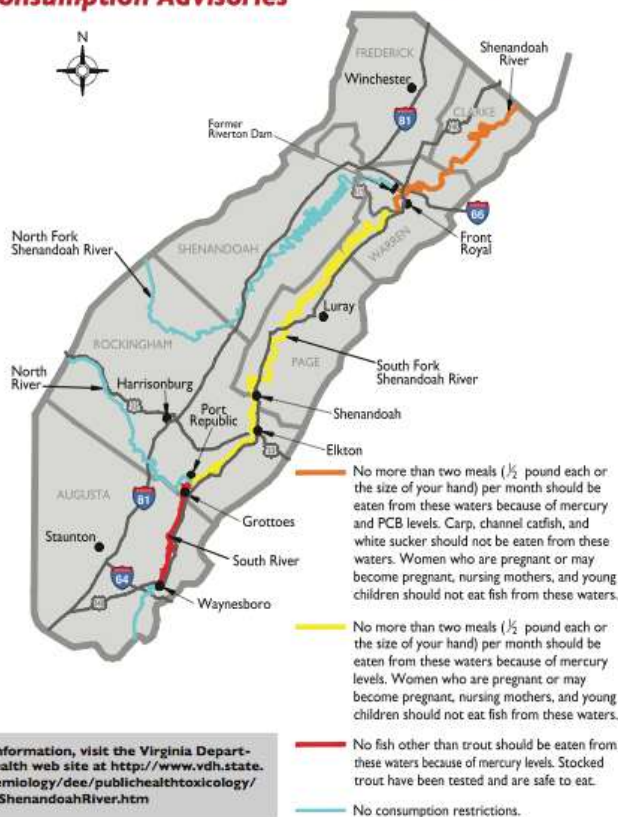 Consumption Advisories
N
FREDERICK
Winchester
Shenandoah
River
CLARKE
81
Former
Riverton Dam
66
Front
Royal
WARREN
SHENANDOAH
North Fork
Shenandoah River
Luray
PAGE
ROCKINGHAM
South Fork
Shenandoah River
North
River
Harrisonburg
Port
Republic
Shenandoah
Elkton
AUGUSTA
81
Grottoes
Staunton
South River
64
Waynesboro
No more than two meals (½ pound each or
the size of your hand) per month should be
eaten from these waters because of mercury
and PCB levels. Carp, channel catfish, and
white sucker should not be eaten from these
waters. Women who are pregnant or may
become pregnant, nursing mothers, and young
children should not eat fish from these waters.
No more than two meals (½ pound each or
the size of your hand) per month should be
eaten from these waters because of mercury
levels. Women who are pregnant or may
become pregnant, nursing mothers, and young
children should not eat fish from these waters.
No fish other than trout should be eaten from
these waters because of mercury levels. Stocked
trout have been tested and are safe to eat.
No consumption restrictions.
nformation, visit the Virginia Depart-
ealth web site at http://www.vdh.state.
emiology/dee/publichealthtoxicology/
ShenandoahRiver.htm